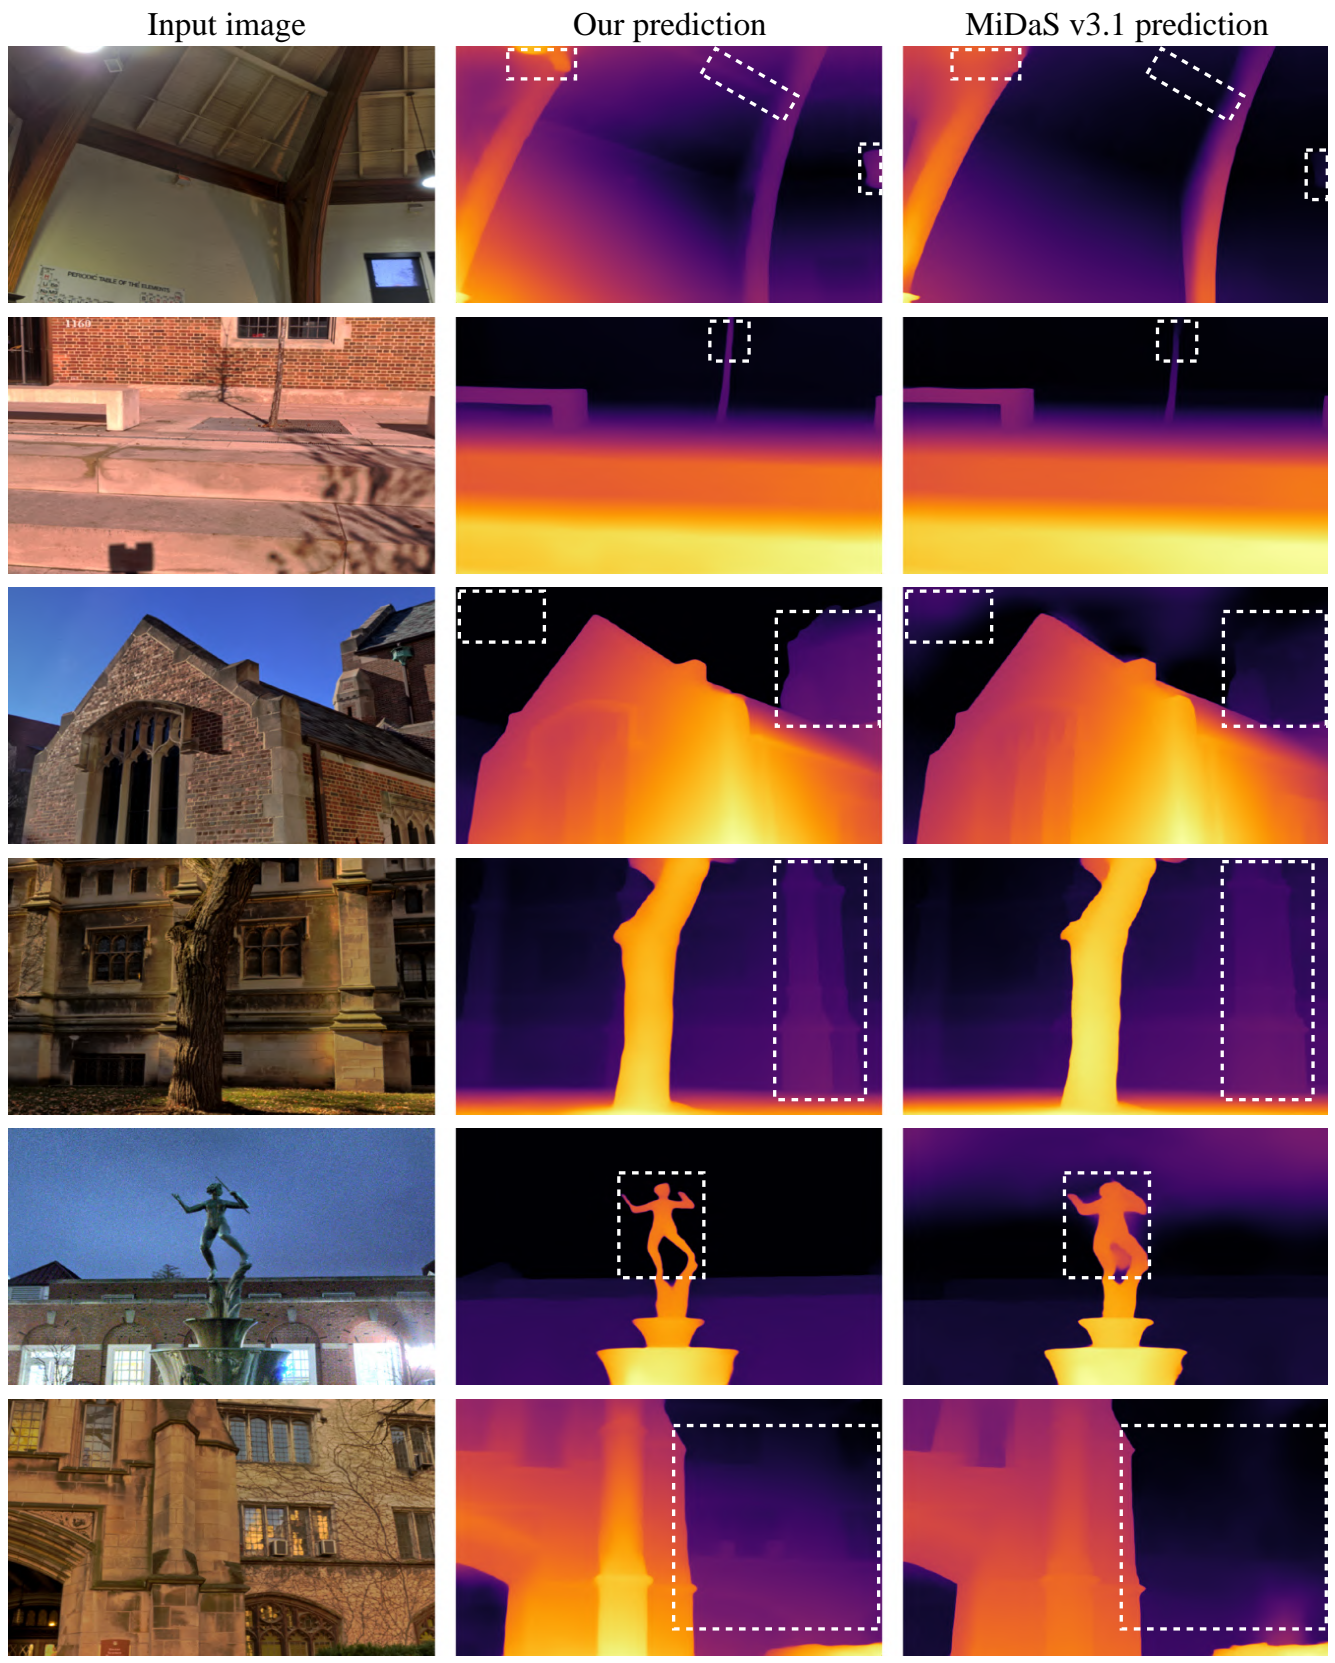 Input image
Our prediction
MiDaS v3.1 prediction
PERIODIC TABLE OF THE ELEMENTS
1160